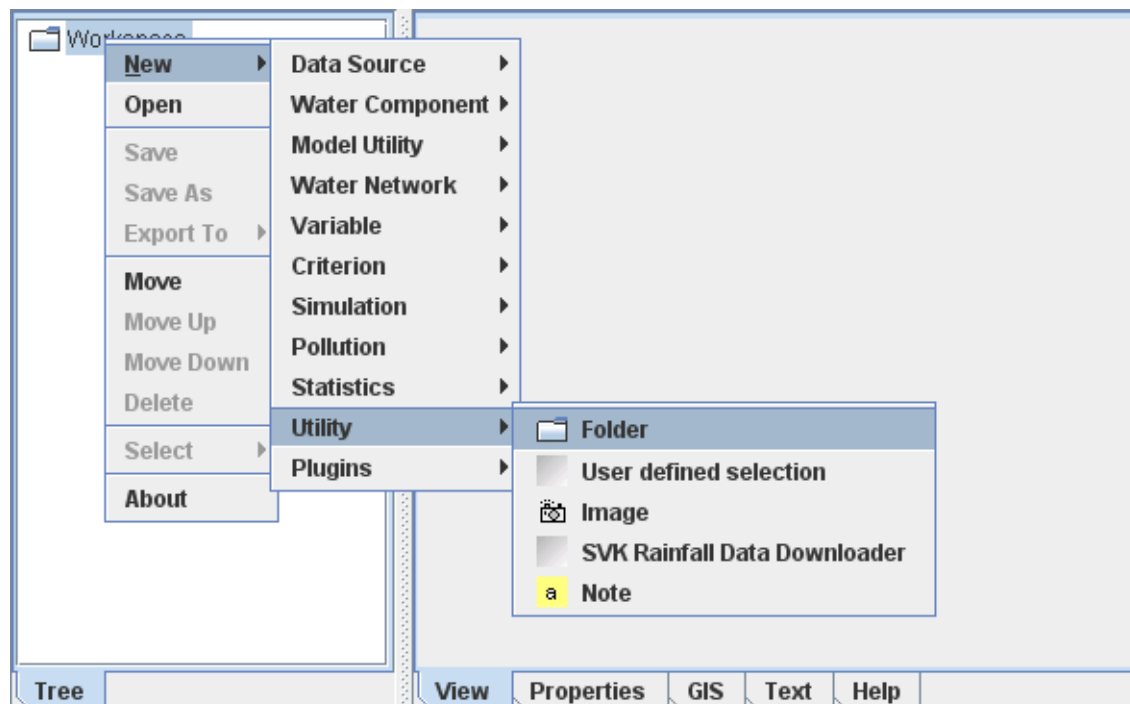 Workspace
New
Open
Save
Save As
Export To
Move
Move Up
Move Down
Delete
Select
About
Data Source
Water Component
Model Utility
Water Network
Variable
Criterion
Simulation
Pollution
Statistics
Utility
Plugins
Folder
User defined selection
Image
SVK Rainfall Data Downloader
a Note
Tree
View Properties GIS Text Help